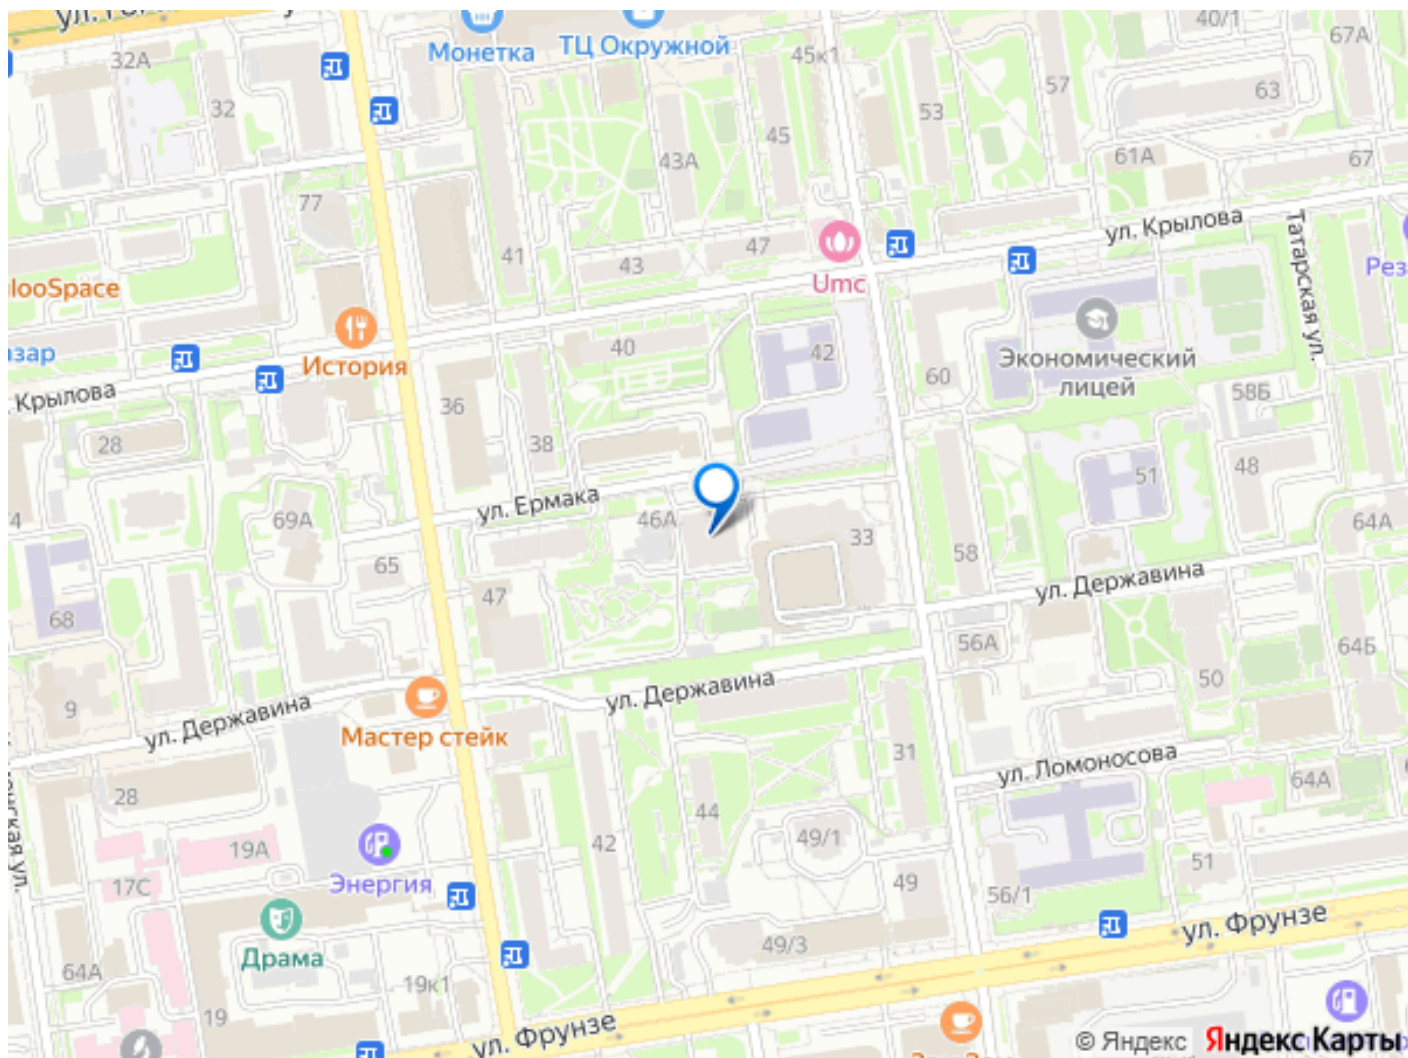 40/1
67А
32А
Монетка
ТЦ Окружной
45к1
57
63
32
53
45
43А
61А
67
77
ул. Крылова
Татарская ул.
41
43
47
Umc
Рез
looSpace
История
40
42
Экономический
лицей
60
58Б
Крылова
36
28
38
51
48
ул. Ермака
69А
46А
33
64А
65
58
ул. Державина
47
68
56А
64Б
50
9
ул. Державина
ул. Державина
Мастер стейк
31
ул. Ломоносова
64А
28
44
42
49/1
19А
51
17С
Энергия
49
56/1
ул. Фрунзе
Драма
49/3
64А
19к1
19
ул. Фрунзе
© Яндекс
Яндекс Карты